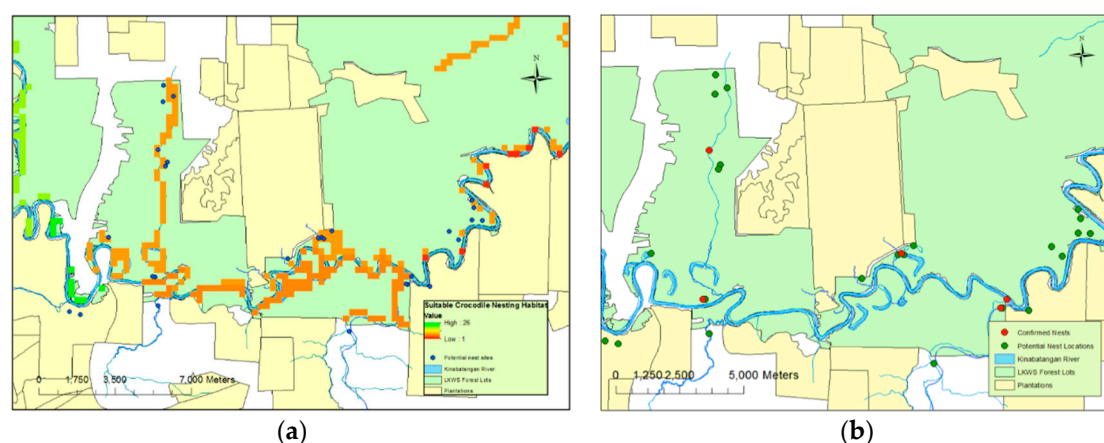 N
Suitable Crocodile Nesting Habitat
Value
High : 26
Low : 1
Potential nest sites
Kinabatangan River
LKWS Forest Lots
Plantations
0 1,750 3,500 7,000 Meters
(a)
N
Confirmed Nests
Potential Nest Locations
Kinabatangan River
LKWS Forest Lots
Plantations
0 1,250 2,500 5,000 Meters
(b)